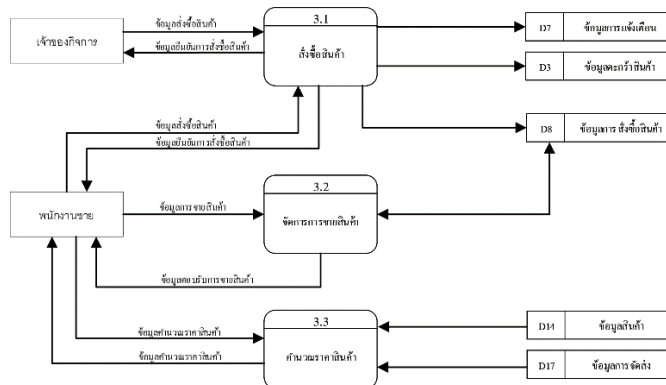 3.1
สั่งซื้อสินค้า
เจ้าของกิจการ
ข้อมูลสั่งซื้อสินค้า
ข้อมูลยืนยันการสั่งซื้อสินค้า
D7 ข้อมูลการแจ้งเตือน
D3 ข้อมูลตะกร้าสินค้า
ข้อมูลสั่งซื้อสินค้า
ข้อมูลยืนยันการสั่งซื้อสินค้า
D8 ข้อมูลการ สั่งซื้อสินค้า
3.2
จัดการการขายสินค้า
พนักงานขาย
ข้อมูลการขายสินค้า
ข้อมูลตอบรับการขายสินค้า
3.3
คำนวณราคาสินค้า
ข้อมูลคำนวณราคาสินค้า
ข้อมูลคำนวณราคาสินค้า
D14 ข้อมูลสินค้า
D17 ข้อมูลการจัดส่ง